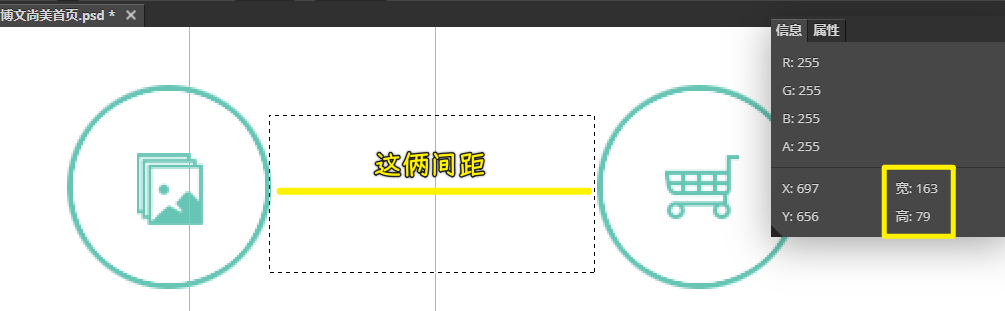 博文尚美首页.psd *
信息 属性
R: 255
G: 255
B: 255
A: 255
X: 697 宽: 163
Y: 656 高: 79
这俩间距